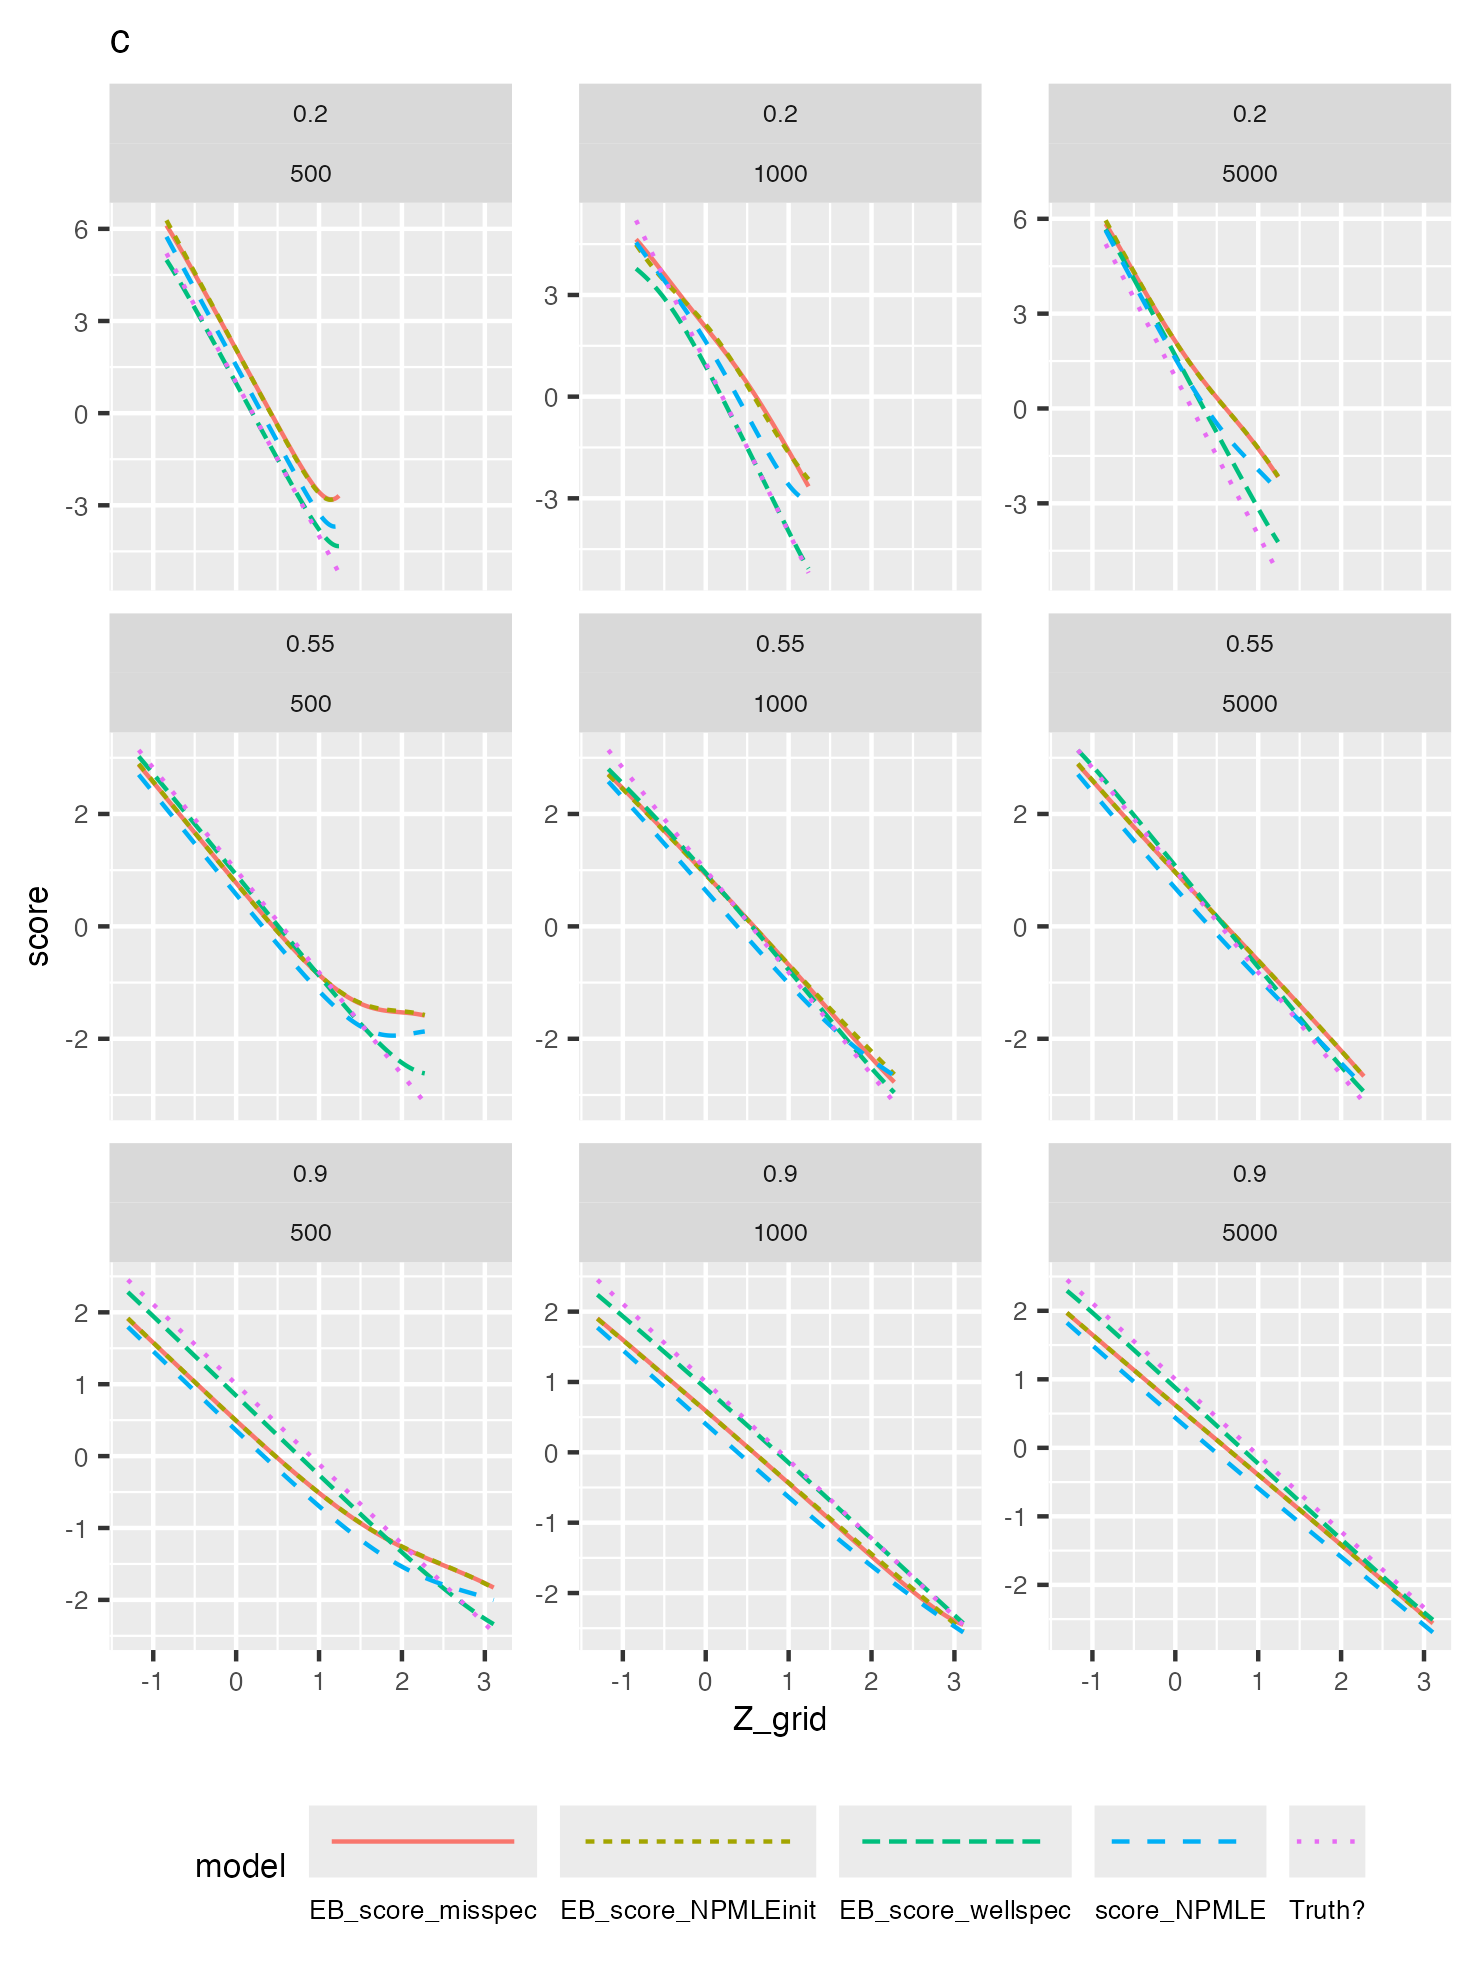 c
0.2 0.2 0.2
500 1000 5000
6 3 0 -3
3 0 -3
6 3 0 -3
0.55 0.55 0.55
500 1000 5000
2 0 -2
2 0 -2
2 0 -2
score
0.9 0.9 0.9
500 1000 5000
2 1 0 -1 -2
2 1 0 -1 -2
2 1 0 -1 -2
-1 0 1 2 3 -1 0 1 2 3 -1 0 1 2 3
Z_grid
model
EB_score_misspec EB_score_NPMLEinit EB_score_wellspec score_NPMLE Truth?